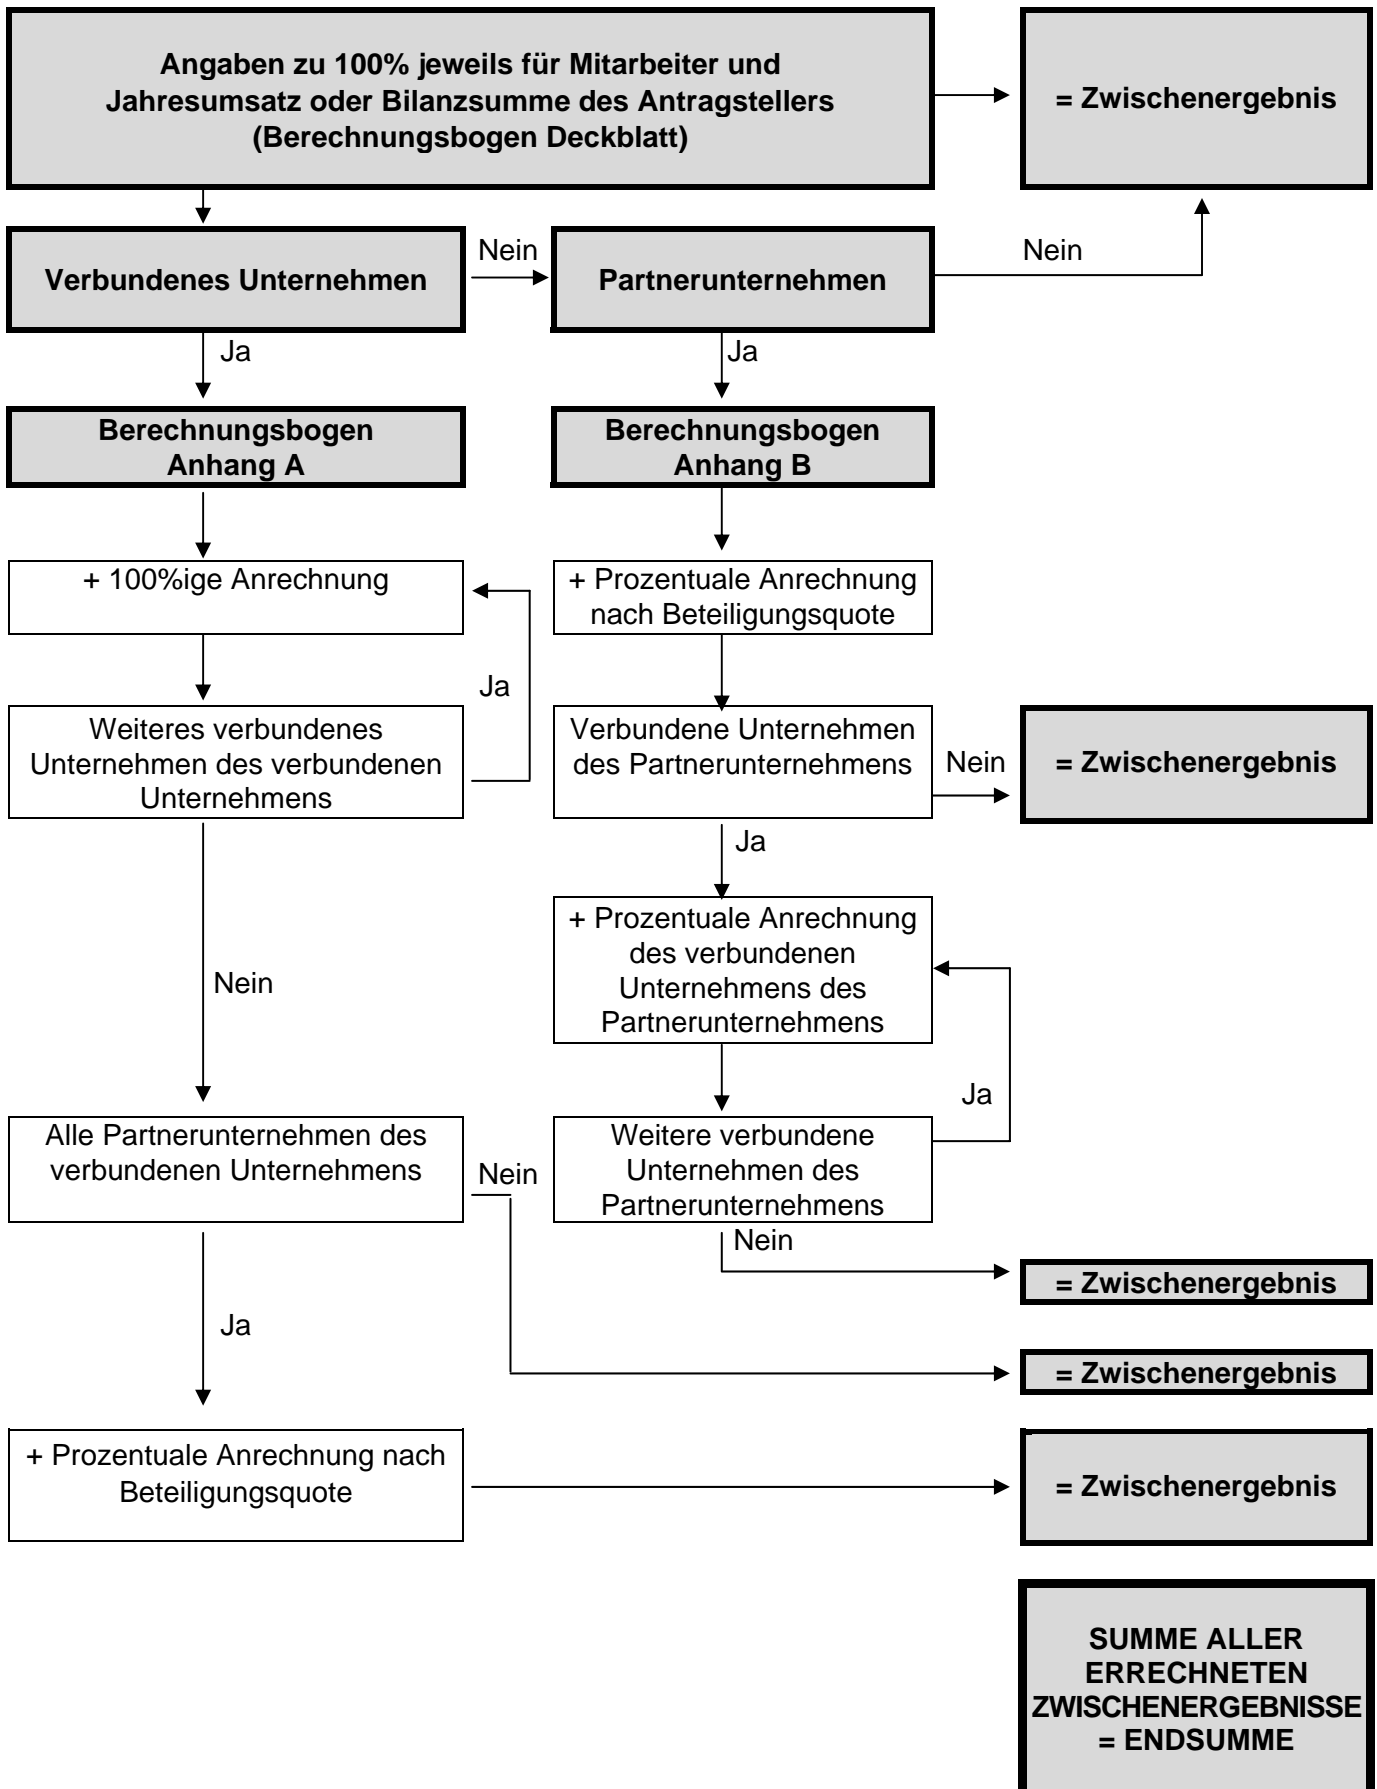 Angaben zu 100% jeweils für Mitarbeiter und
Jahresumsatz oder Bilanzsumme des Antragstellers
(Berechnungsbogen Deckblatt)
= Zwischenergebnis
Verbundenes Unternehmen
Nein
Partnerunternehmen
Nein
Ja
Ja
Berechnungsbogen
Anhang A
Berechnungsbogen
Anhang B
+ 100%ige Anrechnung
+ Prozentuale Anrechnung
nach Beteiligungsquote
Ja
Weiteres verbundenes
Unternehmen des verbundenen
Unternehmens
Verbundene Unternehmen
des Partnerunternehmens
Nein
= Zwischenergebnis
Ja
+ Prozentuale Anrechnung
des verbundenen
Unternehmens des
Partnerunternehmens
Nein
Ja
Alle Partnerunternehmen des
verbundenen Unternehmens
Nein
Weitere verbundene
Unternehmen des
Partnerunternehmens
Nein
= Zwischenergebnis
Ja
= Zwischenergebnis
+ Prozentuale Anrechnung nach
Beteiligungsquote
= Zwischenergebnis
SUMME ALLER
ERRECHNETEN
ZWISCHENERGEBNISSE
= ENDSUMME